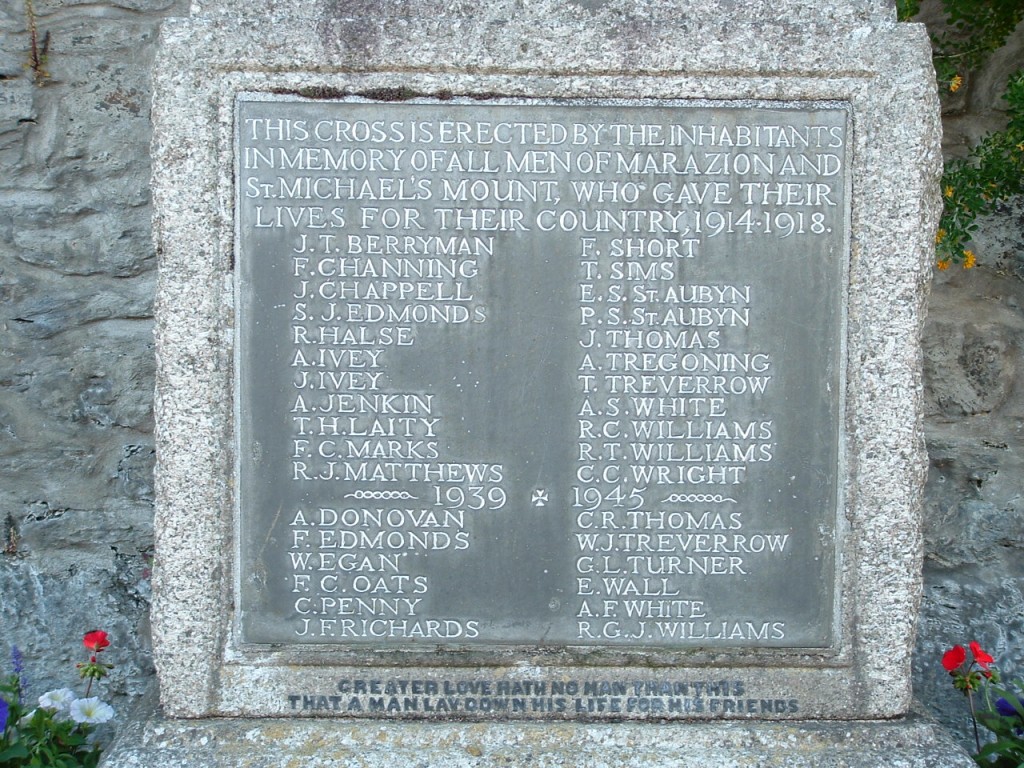 THIS CROSS IS ERECTED BY THE INHABITANTS
IN MEMORY OF ALL MEN OF MARAZION AND
ST. MICHAEL'S MOUNT, WHO GAVE THEIR
LIVES FOR THEIR COUNTRY, 1914·1918.
J. T. BERRYMAN
F. CHANNING
J. CHAPPELL
S. J. EDMONDS
R. HALSE
A. IVEY
J. IVEY
A. JENKIN
T. H. LAITY
F. C. MARKS
R. J. MATTHEWS
F. SHORT
T. SIMS
E. S. ST. AUBYN
P. S. ST. AUBYN
J. THOMAS
A. TREGONING
T. TREVERROW
A. S. WHITE
R. C. WILLIAMS
R. T. WILLIAMS
C. C. WRIGHT
1939 1945
A. DONOVAN
F. EDMONDS
W. EGAN
F. C. OATS
C. PENNY
J. F. RICHARDS
C. R. THOMAS
W. J. TREVERROW
G. L. TURNER
E. WALL
A. F. WHITE
R. G. J. WILLIAMS
GREATER LOVE HATH NO MAN THAN THIS
THAT A MAN LAY DOWN HIS LIFE FOR HIS FRIENDS